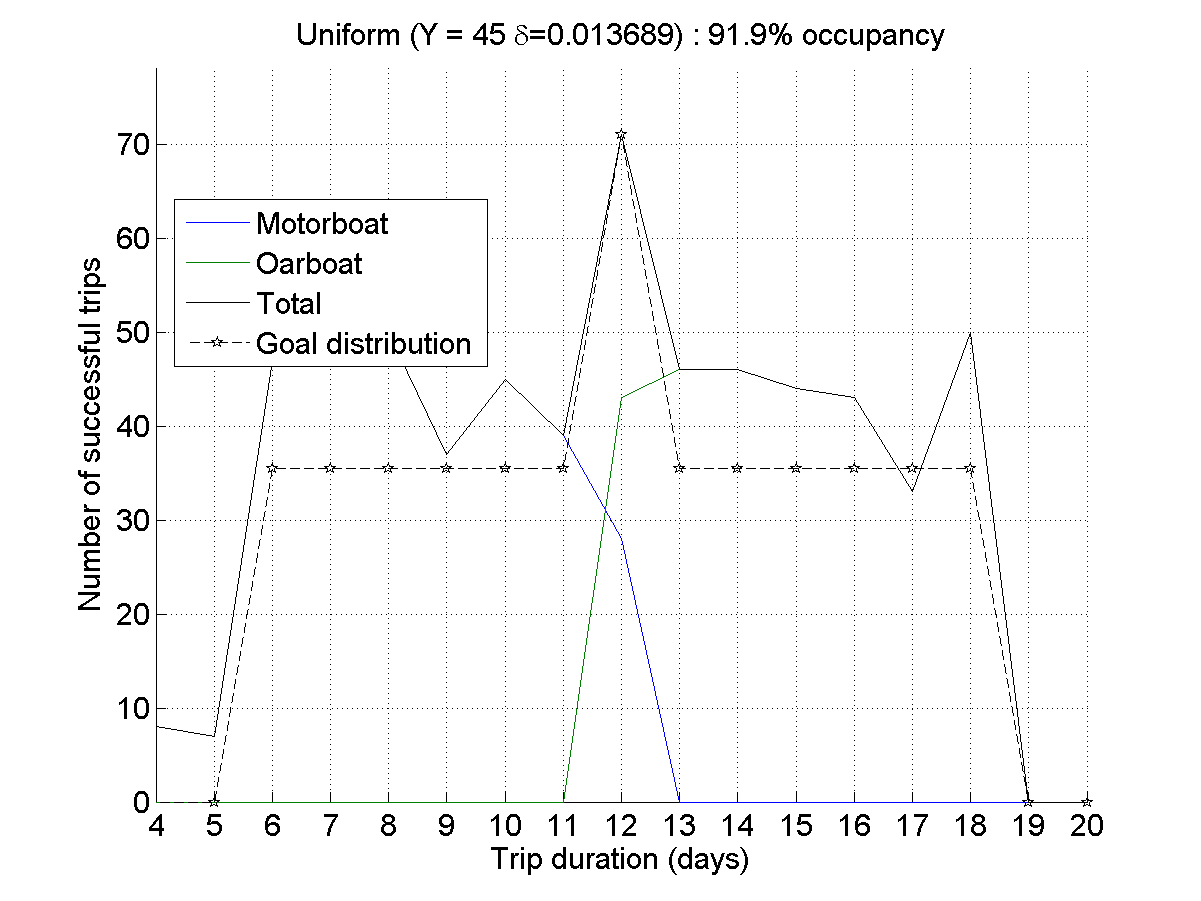 Uniform (Y = 45 δ=0.013689) : 91.9% occupancy
Number of successful trips
70
60
50
40
30
20
10
0
Motorboat
Oarboat
Total
Goal distribution
4 5 6 7 8 9 10 11 12 13 14 15 16 17 18 19 20
Trip duration (days)